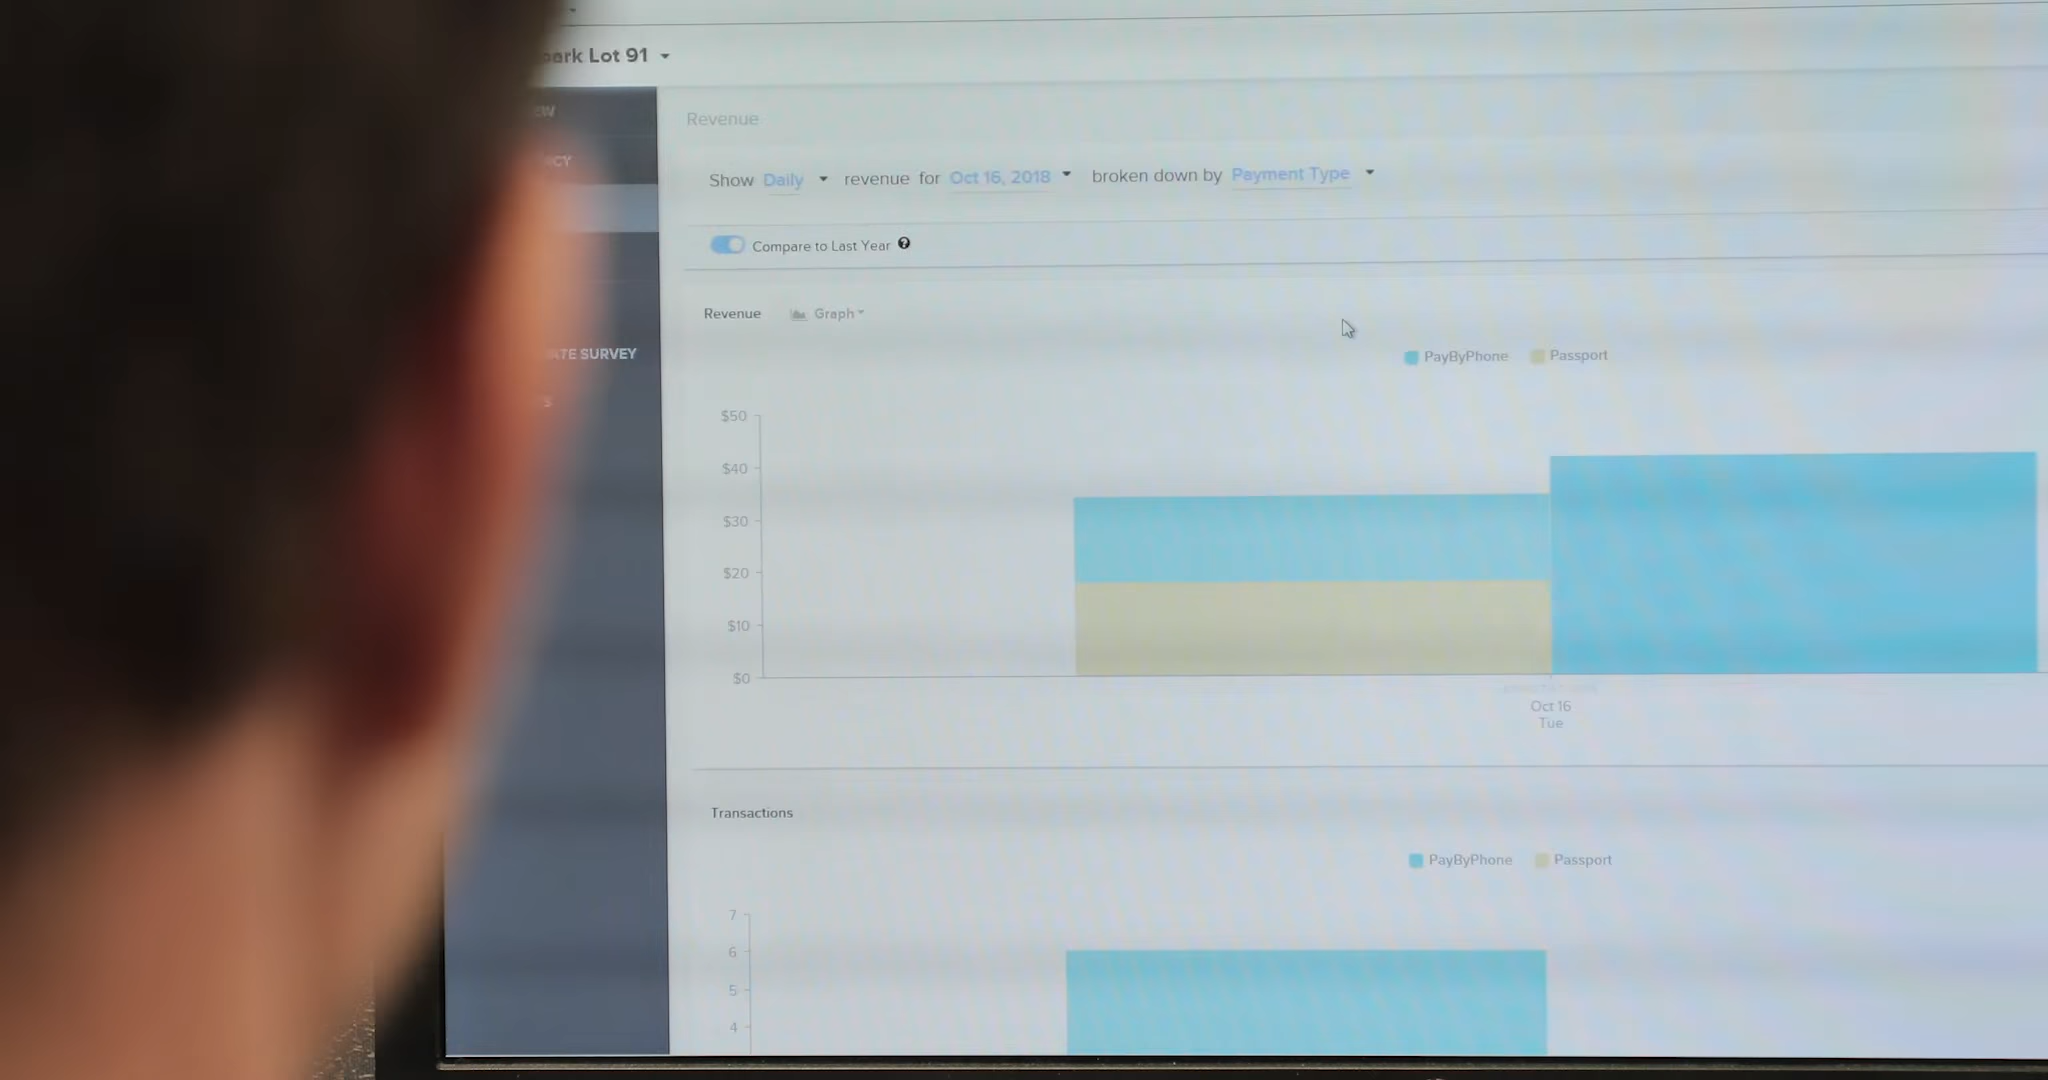 Lot 91
Revenue
Show Daily revenue for Oct 16, 2018 broken down by Payment Type
Compare to Last Year ?
SURVEY
Revenue Graph
PayByPhone Passport
$50
$40
$30
$20
$10
$0
Oct 16
Tue
Transactions
PayByPhone Passport
7
6
5
4